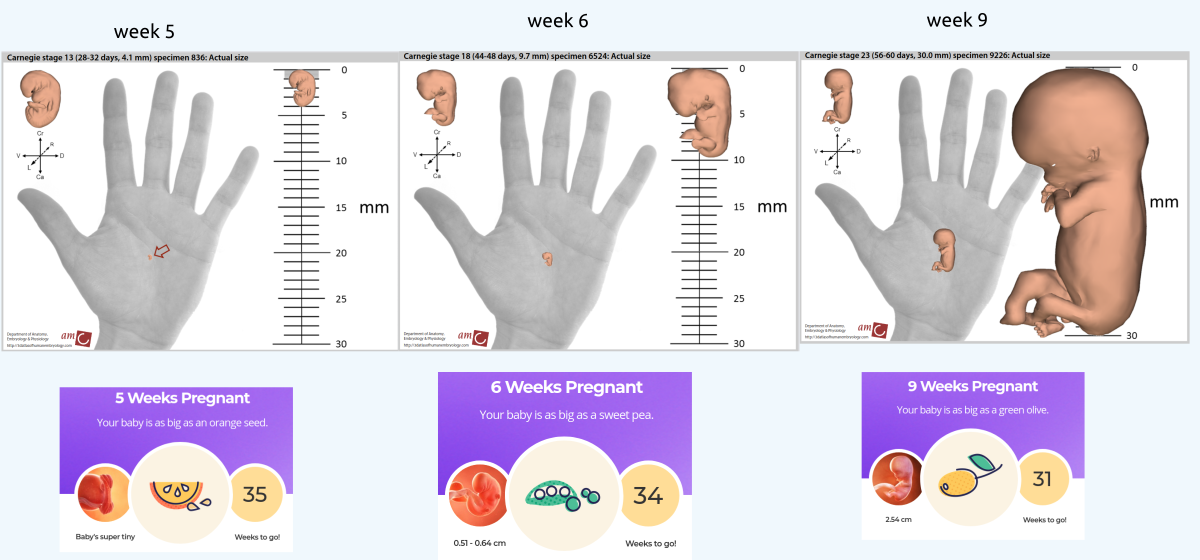 week 5
week 6
week 9
Carnegie stage 13 (28-32 days, 4.1 mm) specimen 836: Actual size
Cr
R
V
D
L
Ca
0
5
10
15
20
25
30
mm
Department of Anatomy,
Embryology & Physiology
http://3datlasofhumanembryology.com
amc
Carnegie stage 18 (44-48 days, 9.7 mm) specimen 6524: Actual size
Cr
R
V
D
L
Ca
0
5
10
15
20
25
30
mm
Department of Anatomy,
Embryology & Physiology
http://3datlasofhumanembryology.com
amc
Carnegie stage 23 (56-60 days, 30.0 mm) specimen 9226: Actual size
Cr
R
V
D
L
Ca
0
mm
30
Department of Anatomy,
Embryology & Physiology
http://3datlasofhumanembryology.com
amc
5 Weeks Pregnant
Your baby is as big as an orange seed.
35
Baby's super tiny
Weeks to go!
6 Weeks Pregnant
Your baby is as big as a sweet pea.
34
0.51 - 0.64 cm
Weeks to go!
9 Weeks Pregnant
Your baby is as big as a green olive.
31
2.54 cm
Weeks to go!